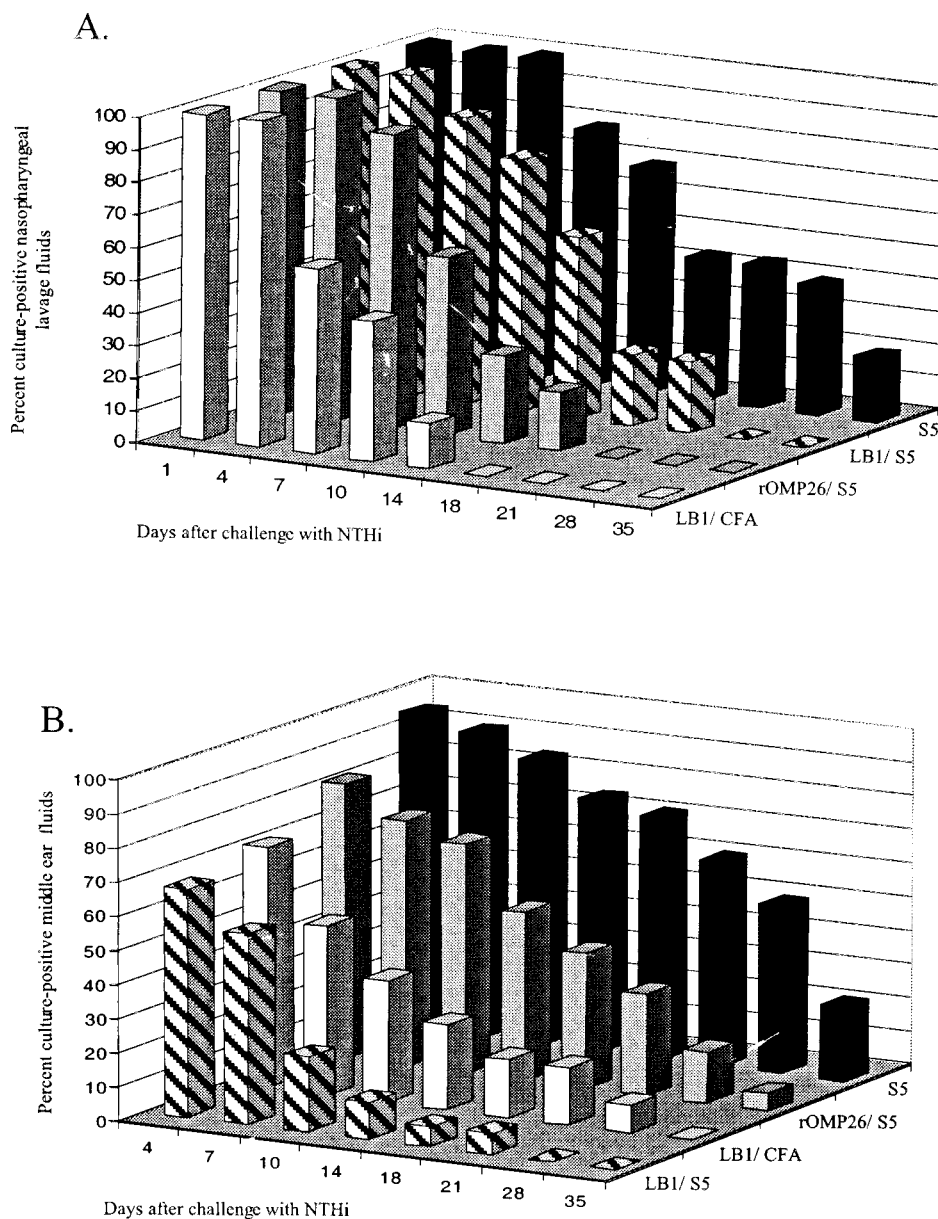 A.
Percent culture-positive nasopharyngeal
lavage fluids
100
90
80
70
60
50
40
30
20
10
0
1
4
7
10
14
18
21
28
35
Days after challenge with NTHi
LB1/ CFA
rOMP26/ S5
LB1/ S5
S5
B.
Percent culture-positive middle ear fluids
100
90
80
70
60
50
40
30
20
10
0
4
7
10
14
18
21
28
35
Days after challenge with NTHi
LB1/ S5
LB1/ CFA
rOMP26/ S5
S5